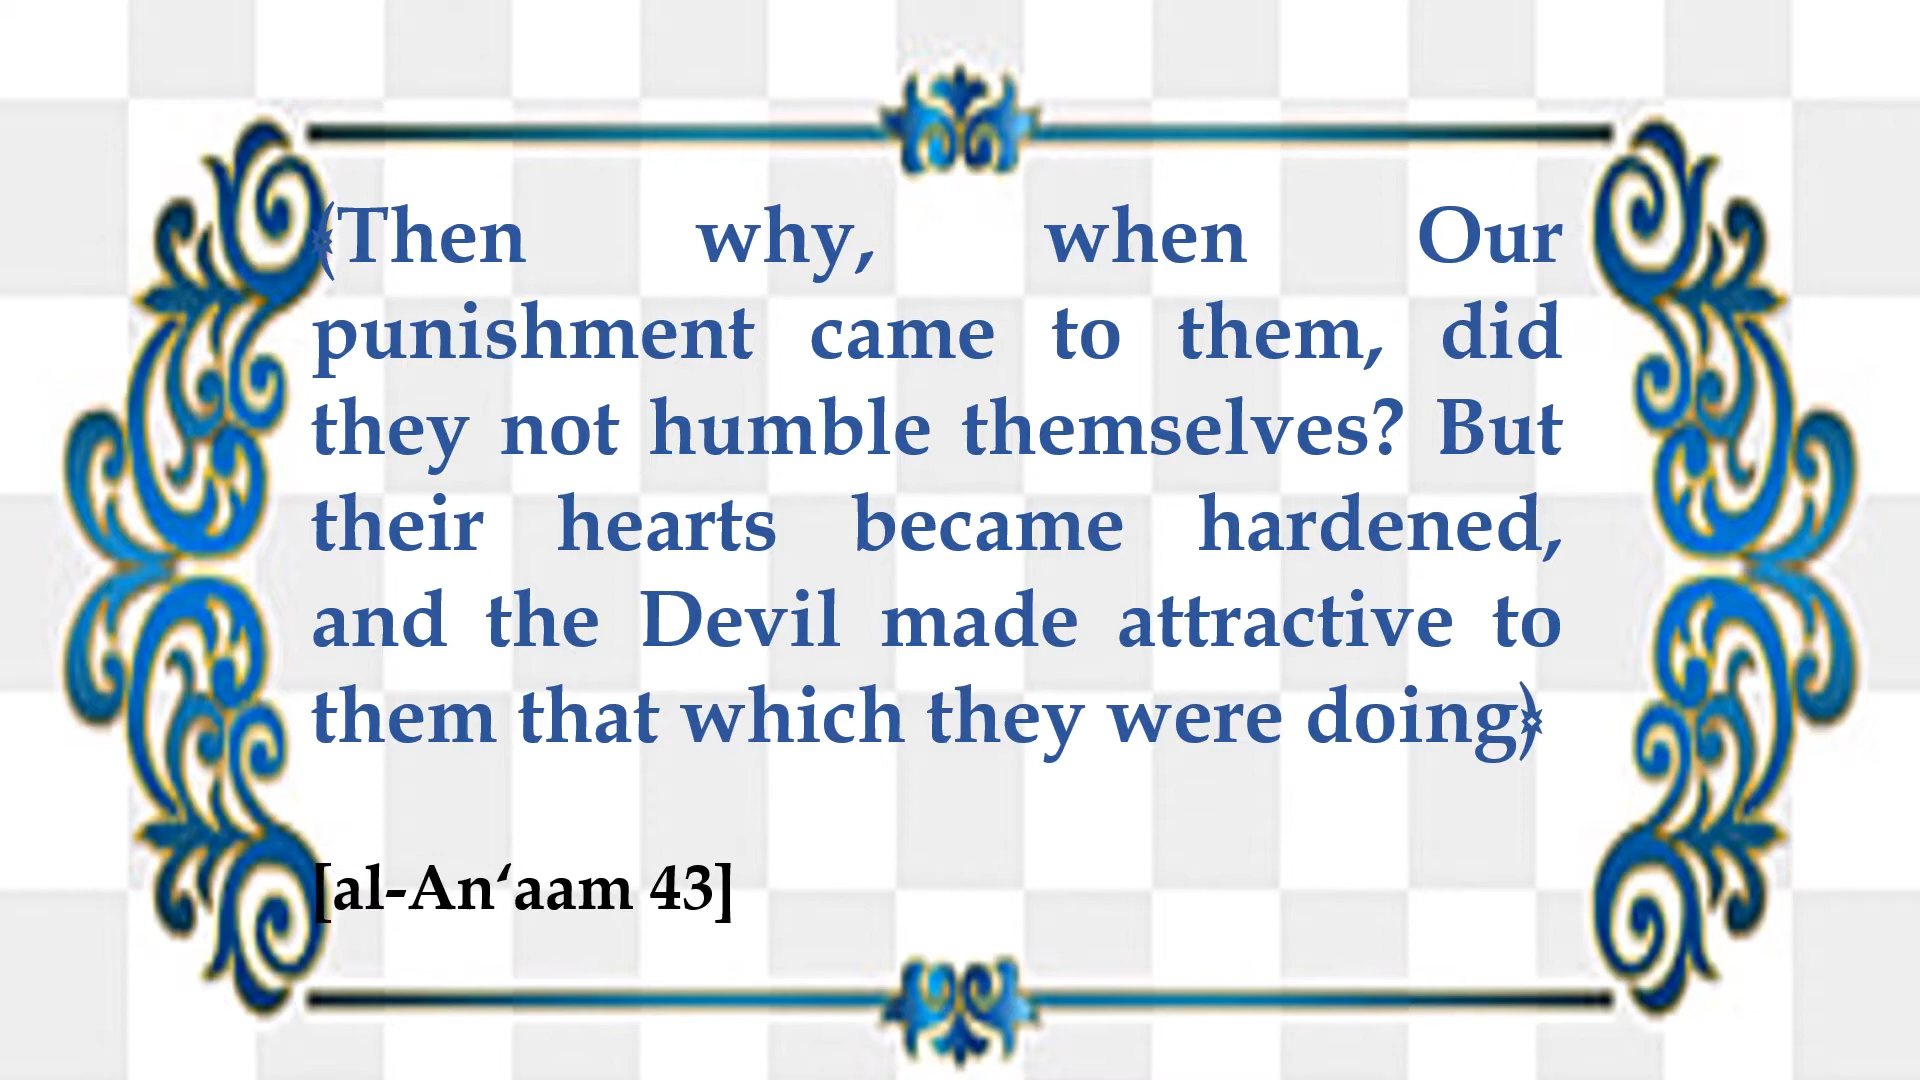 ﴾Then why, when Our
punishment came to them, did
they not humble themselves? But
their hearts became hardened,
and the Devil made attractive to
them that which they were doing﴿
[al-An‘aam 43]